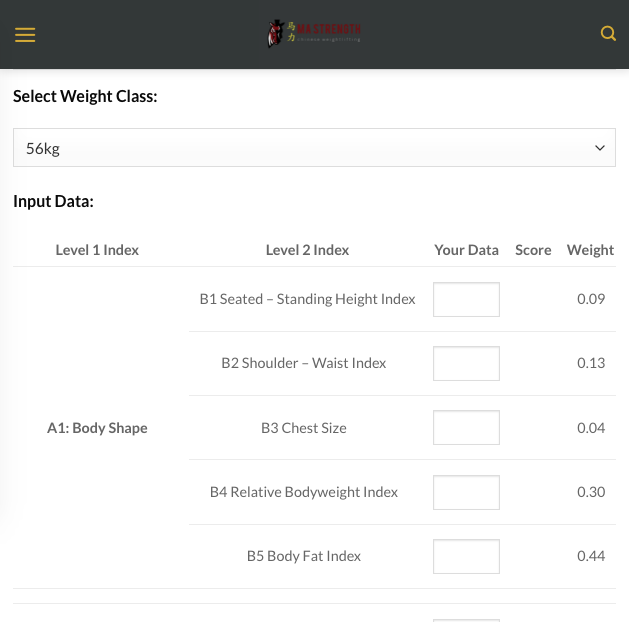 馬 MA STRENGTH
力
Select Weight Class:
56kg
Input Data:
Level 1 Index Level 2 Index Your Data Score Weight
B1 Seated – Standing Height Index 0.09
B2 Shoulder – Waist Index 0.13
A1: Body Shape B3 Chest Size 0.04
B4 Relative Bodyweight Index 0.30
B5 Body Fat Index 0.44